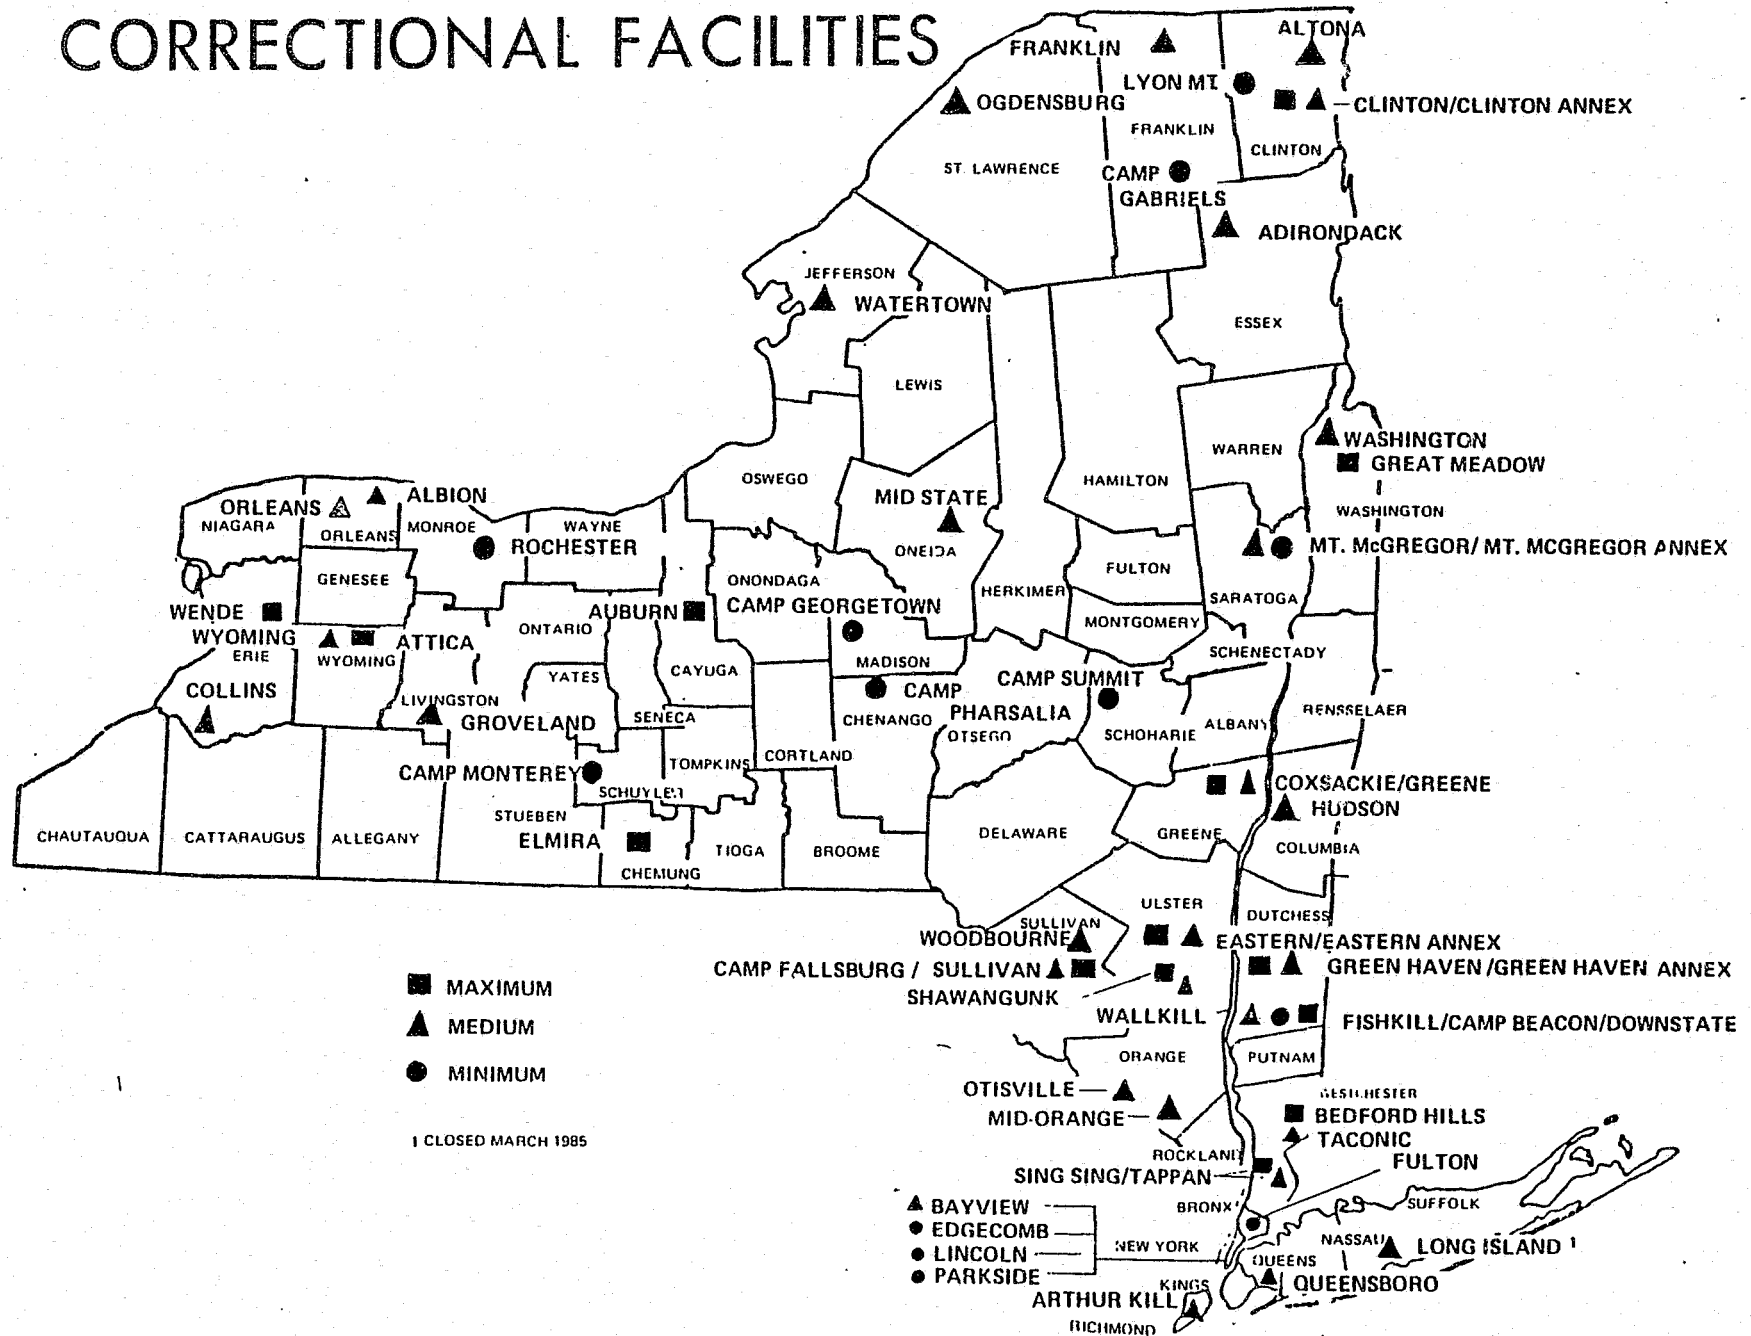 CORRECTIONAL FACILITIES
ALTONA
FRANKLIN
LYON MT.
OGDENSBURG
CLINTON/CLINTON ANNEX
FRANKLIN
CLINTON
ST. LAWRENCE
CAMP
GABRIELS
ADIRONDACK
JEFFERSON
WATERTOWN
ESSEX
LEWIS
WASHINGTON
WARREN
GREAT MEADOW
OSWEGO
HAMILTON
MID STATE
ALBION
ORLEANS
WASHINGTON
NIAGARA
MONROE
WAYNE
ORLEANS
ROCHESTER
ONEIDA
MT. McGREGOR/ MT. MCGREGOR ANNEX
FULTON
GENESEE
ONONDAGA
HERKIMER
SARATOGA
WENDE
AUBURN
CAMP GEORGETOWN
MONTGOMERY
ONTARIO
WYOMING
ATTICA
ERIE
WYOMING
SCHENECTADY
MADISON
CAYUGA
YATES
CAMP SUMMIT
COLLINS
CAMP
LIVINGSTON
PHARSALIA
RENSSELAER
GROVELAND
SENECA
CHENANGO
ALBANY
OTSEGO
SCHOHARIE
CORTLAND
TOMPKINS
CAMP MONTEREY
COXSACKIE/GREENE
SCHUYLER
HUDSON
STUEBEN
CHAUTAUQUA
CATTARAUGUS
ALLEGANY
ELMIRA
DELAWARE
GREENE
TIOGA
BROOME
COLUMBIA
CHEMUNG
ULSTER
DUTCHESS
SULLIVAN
WOODBOURNE
EASTERN/EASTERN ANNEX
CAMP FALLSBURG / SULLIVAN
GREEN HAVEN/GREEN HAVEN ANNEX
MAXIMUM
SHAWANGUNK
WALLKILL
FISHKILL/CAMP BEACON/DOWNSTATE
MEDIUM
ORANGE
PUTNAM
MINIMUM
OTISVILLE
WESTCHESTER
MID-ORANGE
BEDFORD HILLS
1 CLOSED MARCH 1985
TACONIC
ROCKLAND
FULTON
SING SING/TAPPAN
BAYVIEW
BRONX
SUFFOLK
EDGECOMB
NEW YORK
NASSAU
LONG ISLAND 1
LINCOLN
QUEENS
PARKSIDE
KINGS
QUEENSBORO
ARTHUR KILL
RICHMOND